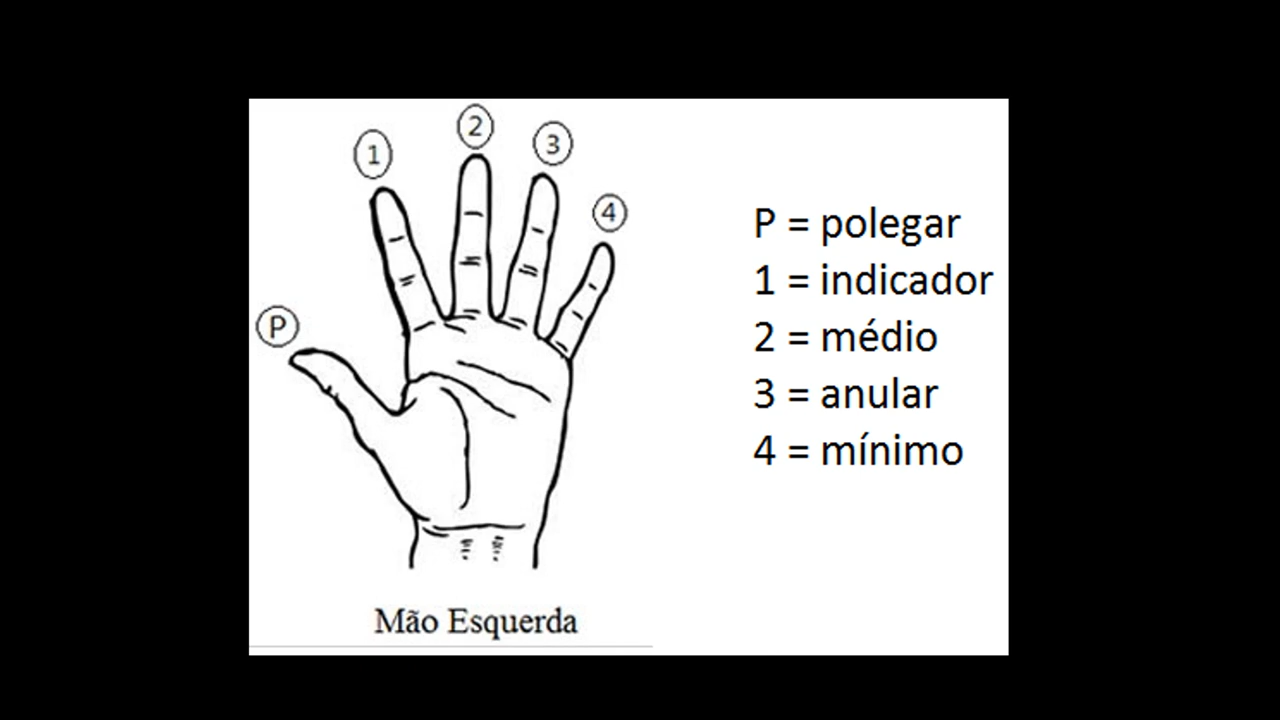 1
2
3
4
P
P = polegar
1 = indicador
2 = médio
3 = anular
4 = mínimo
Mão Esquerda